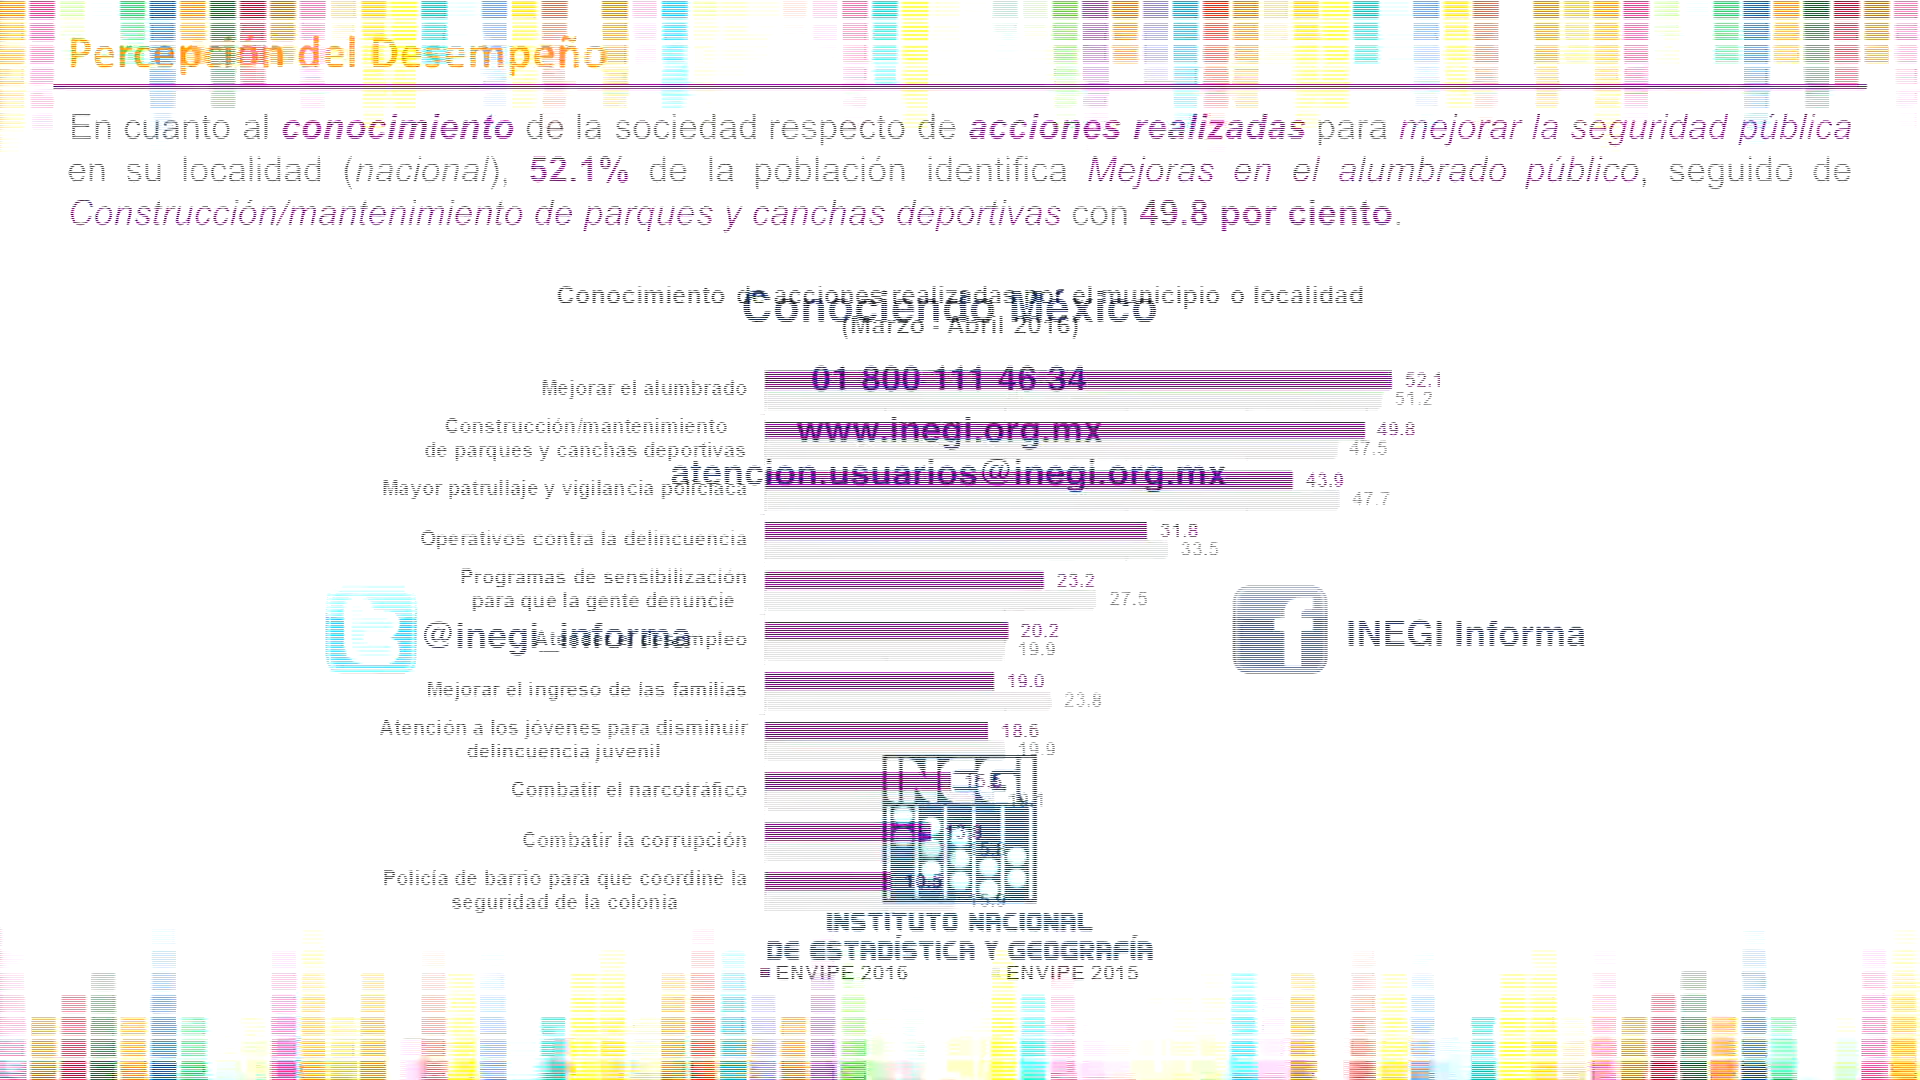 Percepción del Desempeño
En cuanto al conocimiento de la sociedad respecto de acciones realizadas para mejorar la seguridad pública
en su localidad (nacional), 52.1% de la población identifica Mejoras en el alumbrado público, seguido de
Construcción/mantenimiento de parques y canchas deportivas con 49.8 por ciento.
Conocimiento de acciones realizadas por el municipio o localidad
Conociendo México
(Marzo - Abril 2016)
01 800 111 46 34
Mejorar el alumbrado
52.1
51.2
www.inegi.org.mx
Construcción/mantenimiento
de parques y canchas deportivas
49.8
47.5
atencion.usuarios@inegi.org.mx
Mayor patrullaje y vigilancia policiaca
43.9
47.7
Operativos contra la delincuencia
31.8
33.5
Programas de sensibilización
para que la gente denuncie
23.2
27.5
@inegi_informa
INEGI Informa
Atender el desempleo
20.2
19.9
Mejorar el ingreso de las familias
19.0
23.8
Atención a los jóvenes para disminuir
delincuencia juvenil
18.6
19.9
Combatir el narcotráfico
Combatir la corrupción
Policía de barrio para que coordine la
seguridad de la colonia
10.5
15.9
INSTITUTO NACIONAL
DE ESTADÍSTICA Y GEOGRAFÍA
ENVIPE 2016
ENVIPE 2015